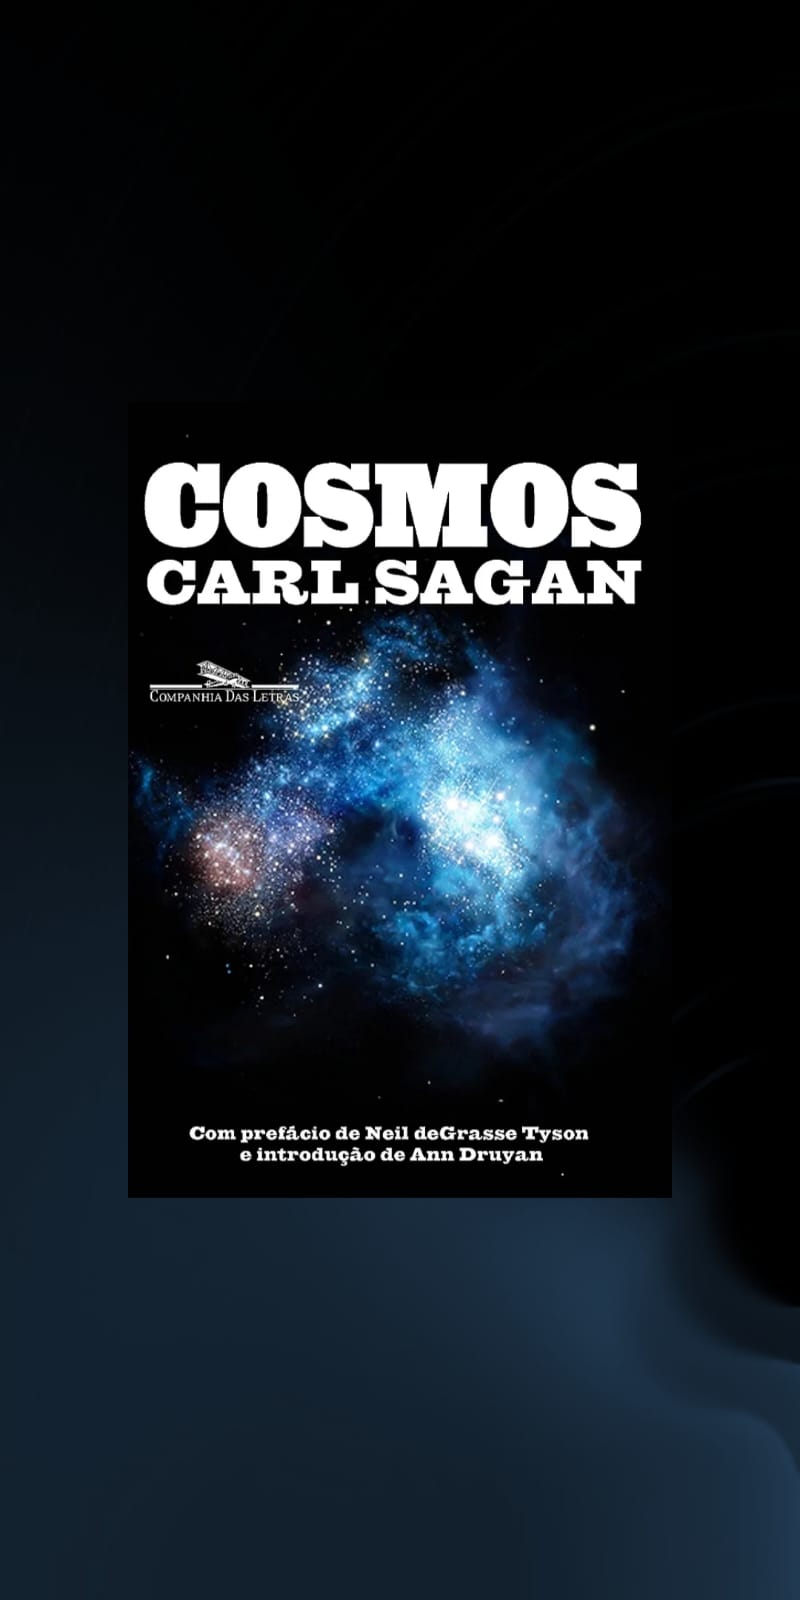 COSMOS
CARL SAGAN
COMPANHIA DAS LETRAS
Com prefácio de Neil deGrasse Tyson
e introdução de Ann Druyan